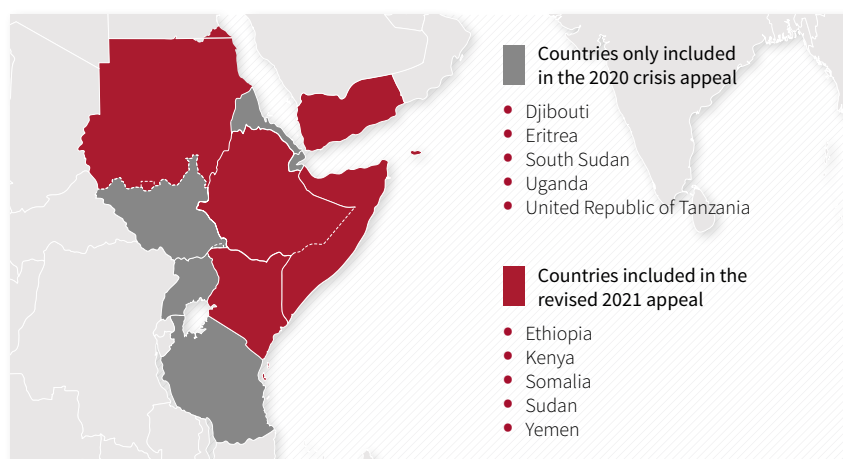 Countries only included
in the 2020 crisis appeal
Djibouti
Eritrea
South Sudan
Uganda
United Republic of Tanzania
Countries included in the
revised 2021 appeal
Ethiopia
Kenya
Somalia
Sudan
Yemen